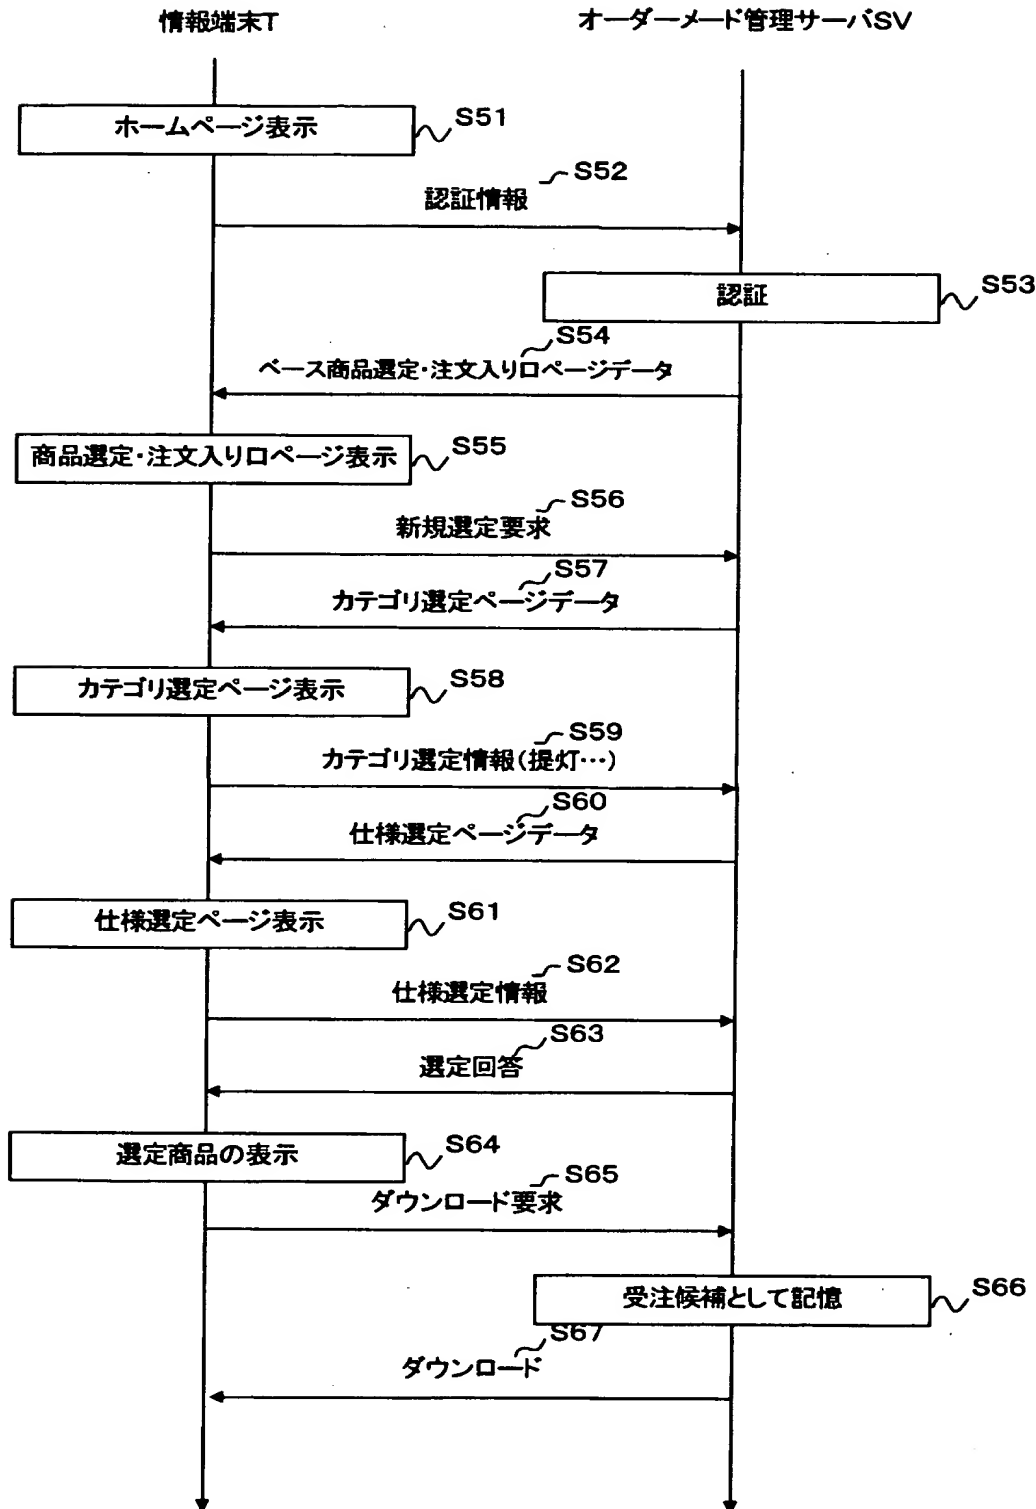 情報端末T
オーダーメード管理サーバSV
ホームページ表示
S51
S52
認証情報
認証
S53
S54
ベース商品選定・注文入り口ページデータ
商品選定・注文入り口ページ表示
S55
S56
新規選定要求
S57
カテゴリ選定ページデータ
カテゴリ選定ページ表示
S58
S59
カテゴリ選定情報(提灯…)
S60
仕様選定ページデータ
仕様選定ページ表示
S61
S62
仕様選定情報
S63
選定回答
選定商品の表示
S64
S65
ダウンロード要求
受注候補として記憶
S66
S67
ダウンロード